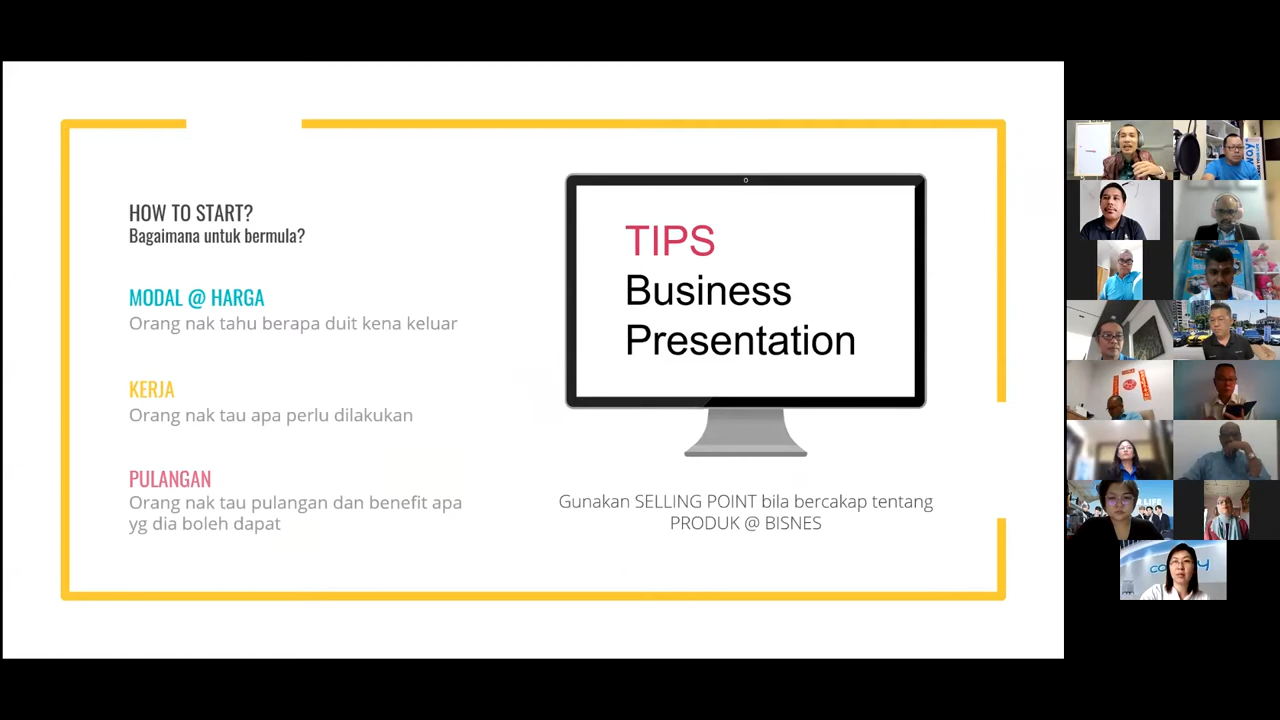 HOW TO START?
Bagaimana untuk bermula?
MODAL @ HARGA
Orang nak tahu berapa duit kena keluar
KERJA
Orang nak tau apa perlu dilakukan
PULANGAN
Orang nak tau pulangan dan benefit apa
yg dia boleh dapat
TIPS
Business
Presentation
Gunakan SELLING POINT bila bercakap tentang
PRODUK @ BISNES